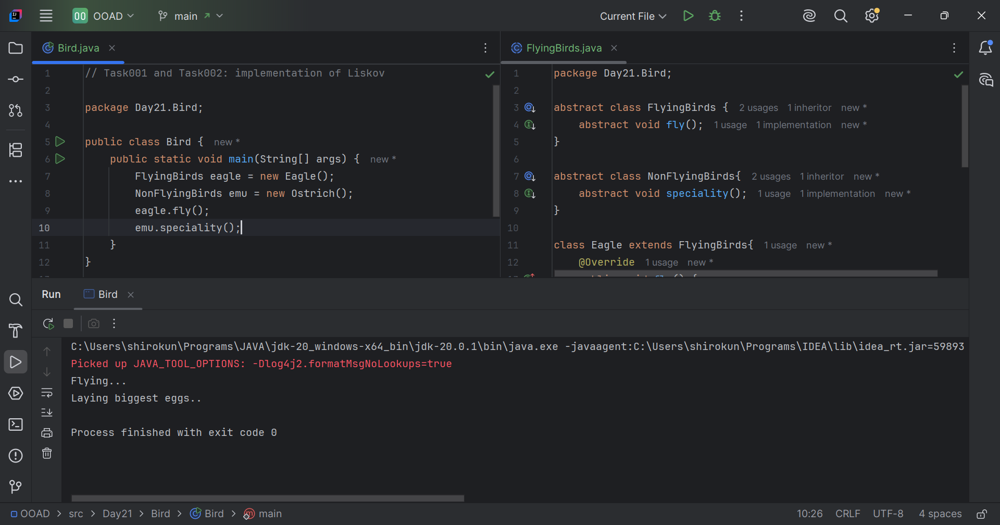 OO OOAD main Current File
Bird.java
1 // Task001 and Task002: implementation of Liskov
2
3 package Day21.Bird;
4
5 public class Bird { new *
6 public static void main(String[] args) { new *
7 FlyingBirds eagle = new Eagle();
8 NonFlyingBirds emu = new Ostrich();
9 eagle.fly();
10 emu.speciality();
11 }
12 }
FlyingBirds.java
1 package Day21.Bird;
2
3 abstract class FlyingBirds { 2 usages 1 inheritor new *
4 abstract void fly(); 1 usage 1 implementation new *
5 }
6
7 abstract class NonFlyingBirds{ 2 usages 1 inheritor new *
8 abstract void speciality(); 1 usage 1 implementation new *
9 }
10
11 class Eagle extends FlyingBirds{ 1 usage new *
12 @Override 1 usage new *
Run Bird
C:\Users\shirokun\Programs\JAVA\jdk-20_windows-x64_bin\jdk-20.0.1\bin\java.exe -javaagent:C:\Users\shirokun\Programs\IDEA\lib\idea_rt.jar=59893
Picked up JAVA_TOOL_OPTIONS: -Dlog4j2.formatMsgNoLookups=true
Flying...
Laying biggest eggs..
Process finished with exit code 0
OOAD > src > Day21 > Bird > Bird > main 10:26 CRLF UTF-8 4 spaces